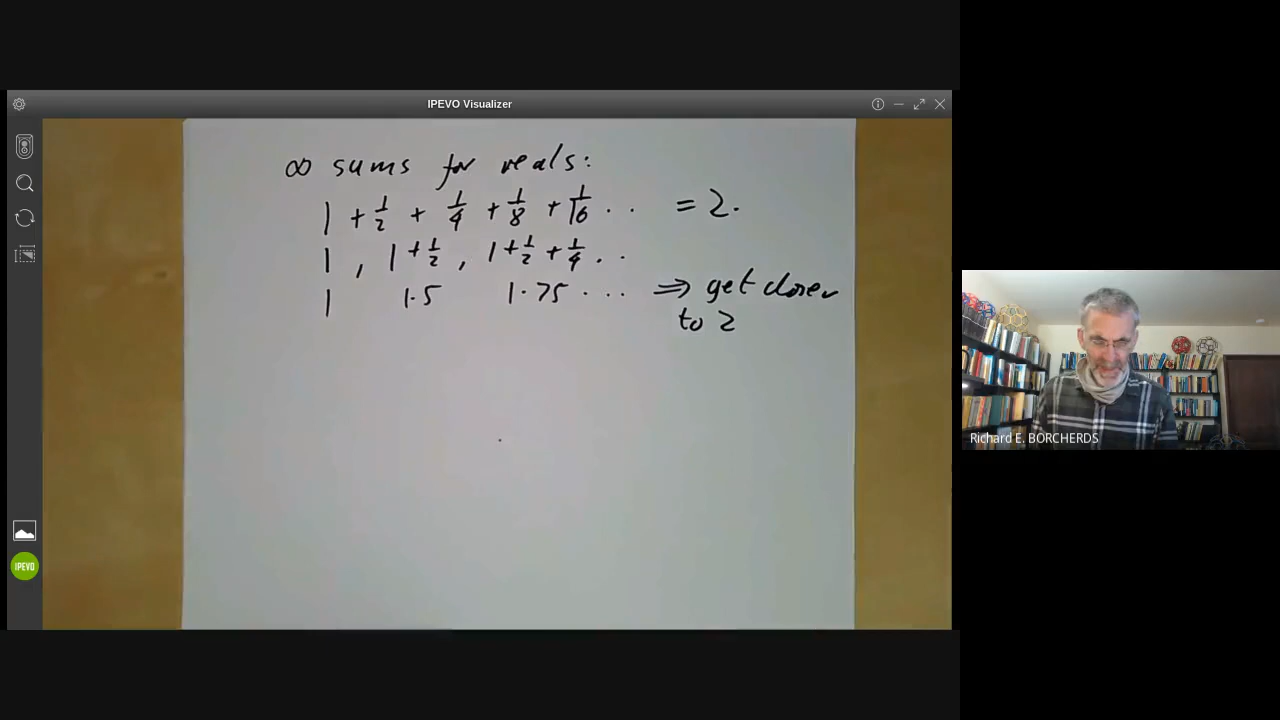 IPEVO Visualizer
∞ sums for reals:
1 + 1/2 + 1/4 + 1/8 + 1/16 . . = 2.
1 , 1 + 1/2 , 1 + 1/2 + 1/4 . .
1 1.5 1.75 . . . ⇒ get closer
to 2
Richard E. BORCHERDS
IPEVO